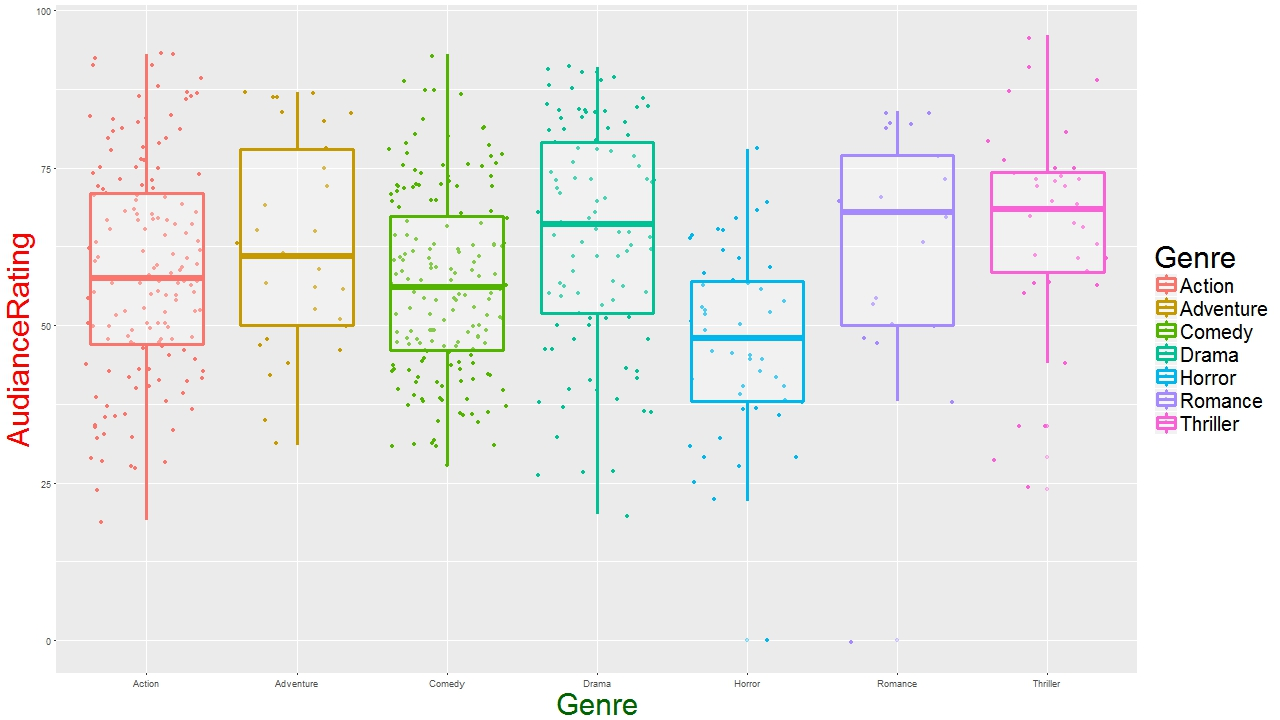 100
75
50
25
0
AudianceRating
Action Adventure Comedy Drama Horror Romance Thriller
Genre
Genre
Action
Adventure
Comedy
Drama
Horror
Romance
Thriller